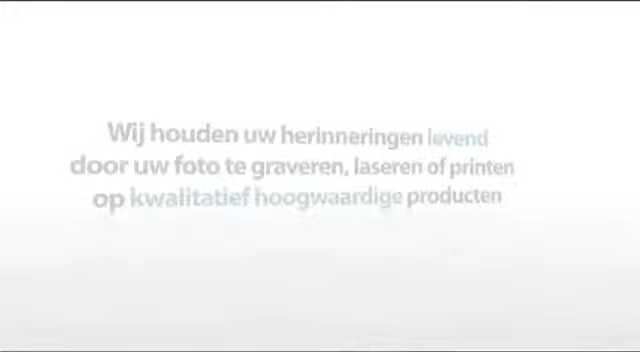 Wij houden uw herinneringen levend
door uw foto te graveren, laseren of printen
op kwalitatief hoogwaardige producten